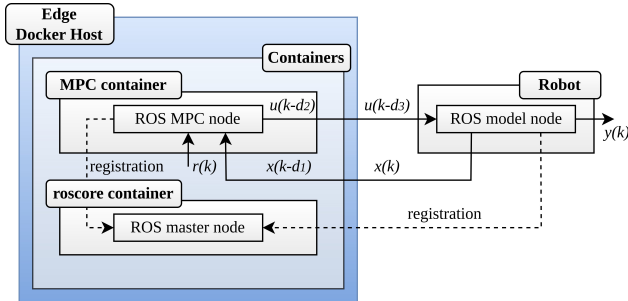 Edge
Docker Host
Containers
MPC container
Robot
u(k-d2)
u(k-d3)
ROS MPC node
ROS model node
y(k)
registration
r(k)
x(k-d1)
x(k)
roscore container
registration
ROS master node